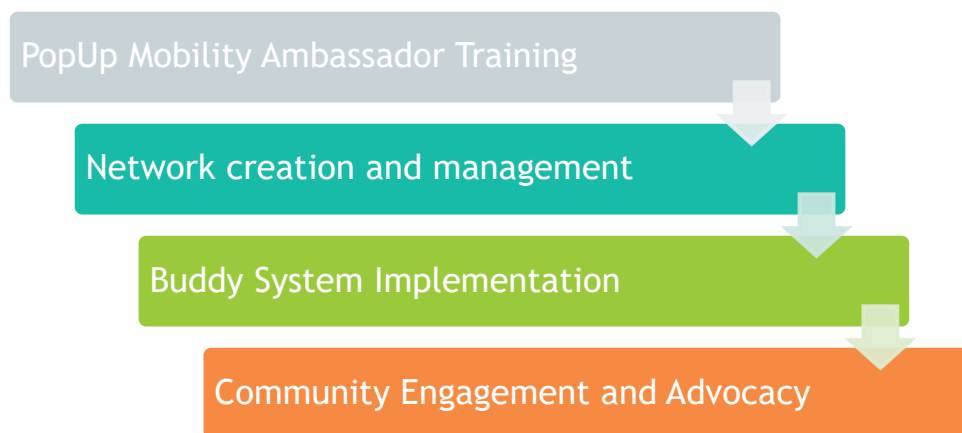 PopUp Mobility Ambassador Training
Network creation and management
Buddy System Implementation
Community Engagement and Advocacy